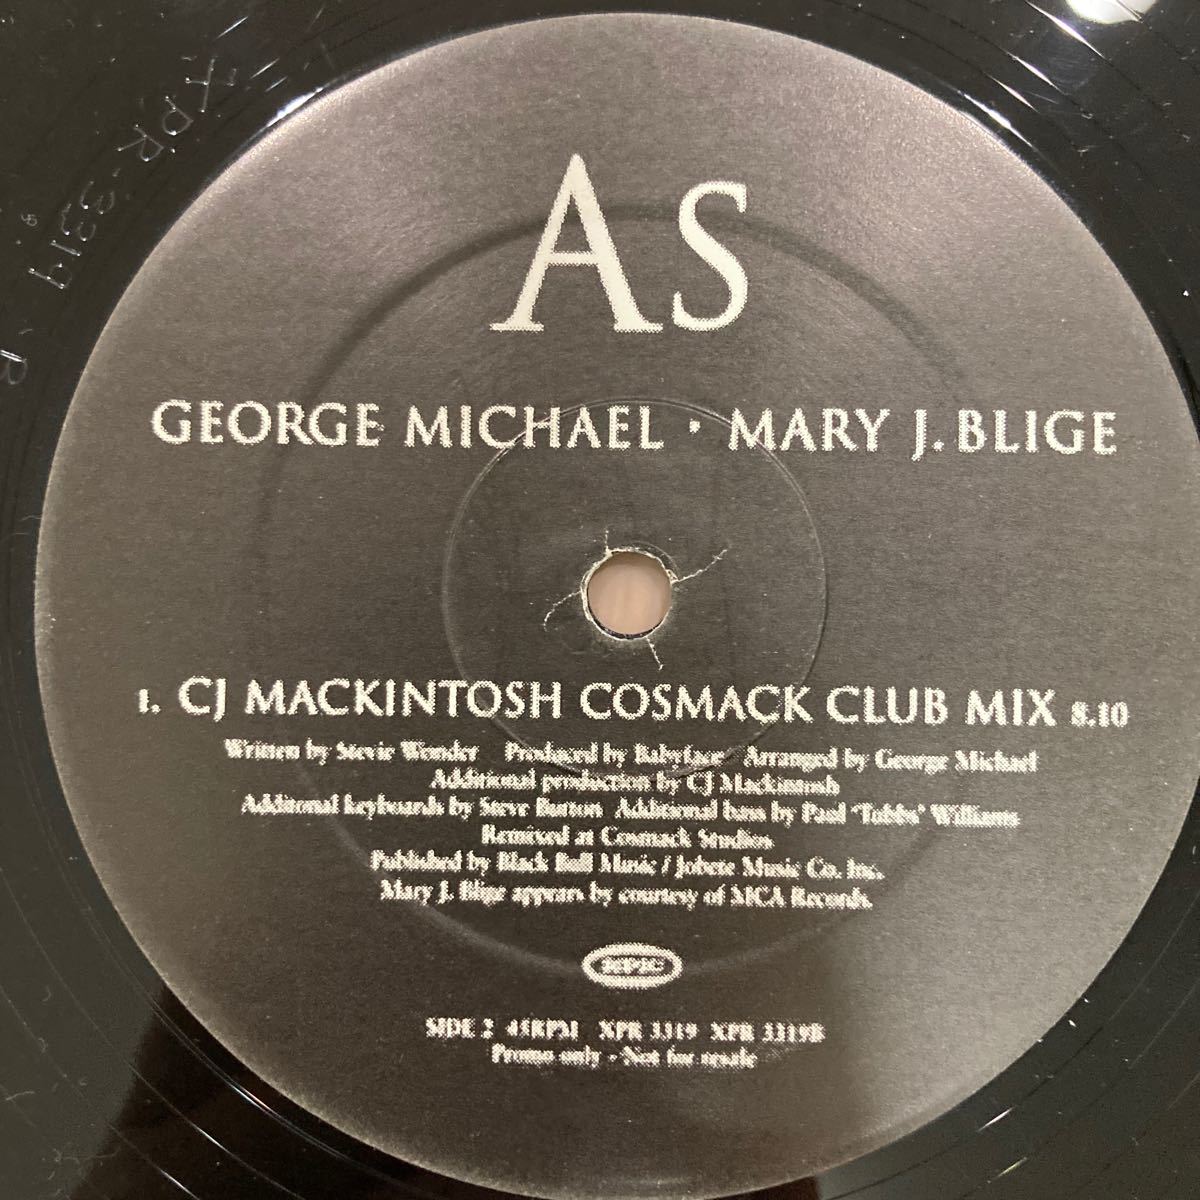 As
GEORGE MICHAEL · MARY J. BLIGE
1. CJ MACKINTOSH COSMACK CLUB MIX 8.10
Written by Stevie Wonder Produced by Babyface Arranged by George Michael
Additional production by CJ Mackintosh
Additonal keyboards by Steve Button Additional bass by Paul "Tubbs" Williams
Remixed at Cosmack Studios.
Published by Black Bull Music / Jobete Music Co. Inc.
Mary J. Blige appears by courtesy of MCA Records.
EPIC
SIDE 2 45RPM XPR 3319 XPR 3319B
Promo only - Not for resale
XPR-3319
B